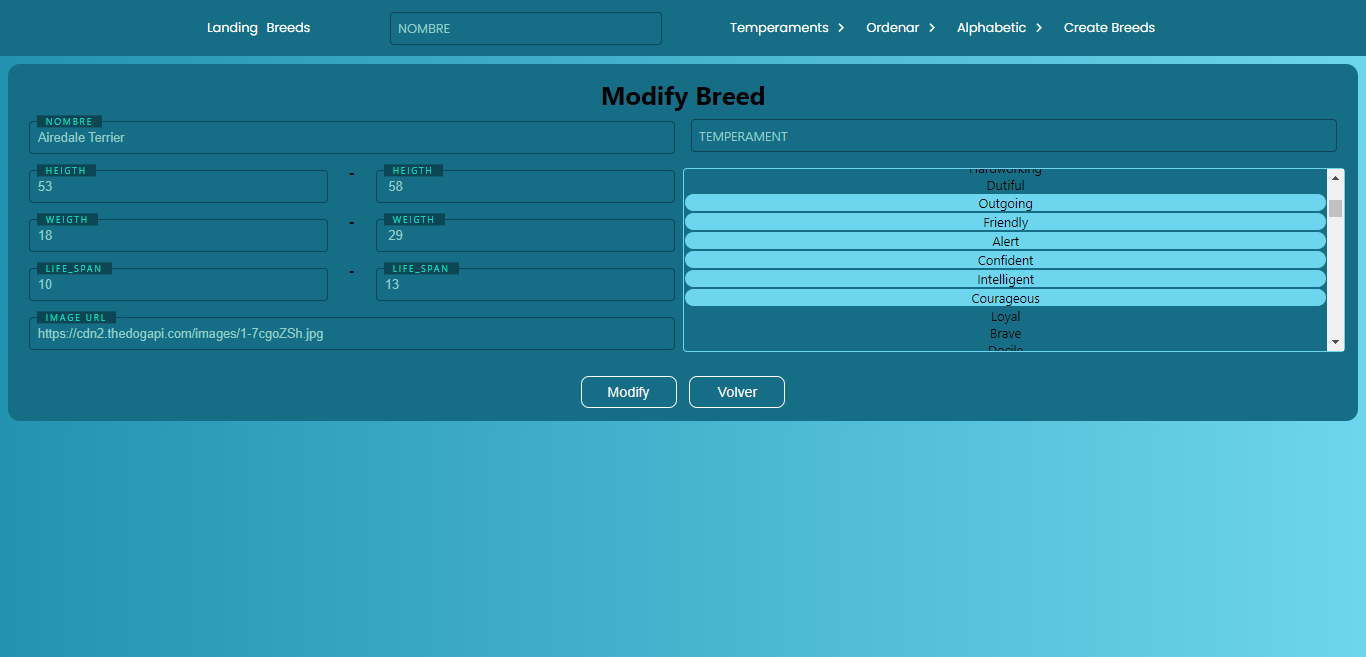 Landing Breeds NOMBRE Temperaments Ordenar Alphabetic Create Breeds
Modify Breed
NOMBRE
Airedale Terrier
TEMPERAMENT
HEIGTH
53
-
HEIGTH
58
WEIGTH
18
-
WEIGTH
29
LIFE_SPAN
10
-
LIFE_SPAN
13
IMAGE URL
https://cdn2.thedogapi.com/images/1-7cgoZSh.jpg
Hardworking
Dutiful
Outgoing
Friendly
Alert
Confident
Intelligent
Courageous
Loyal
Brave
Docile
Modify Volver